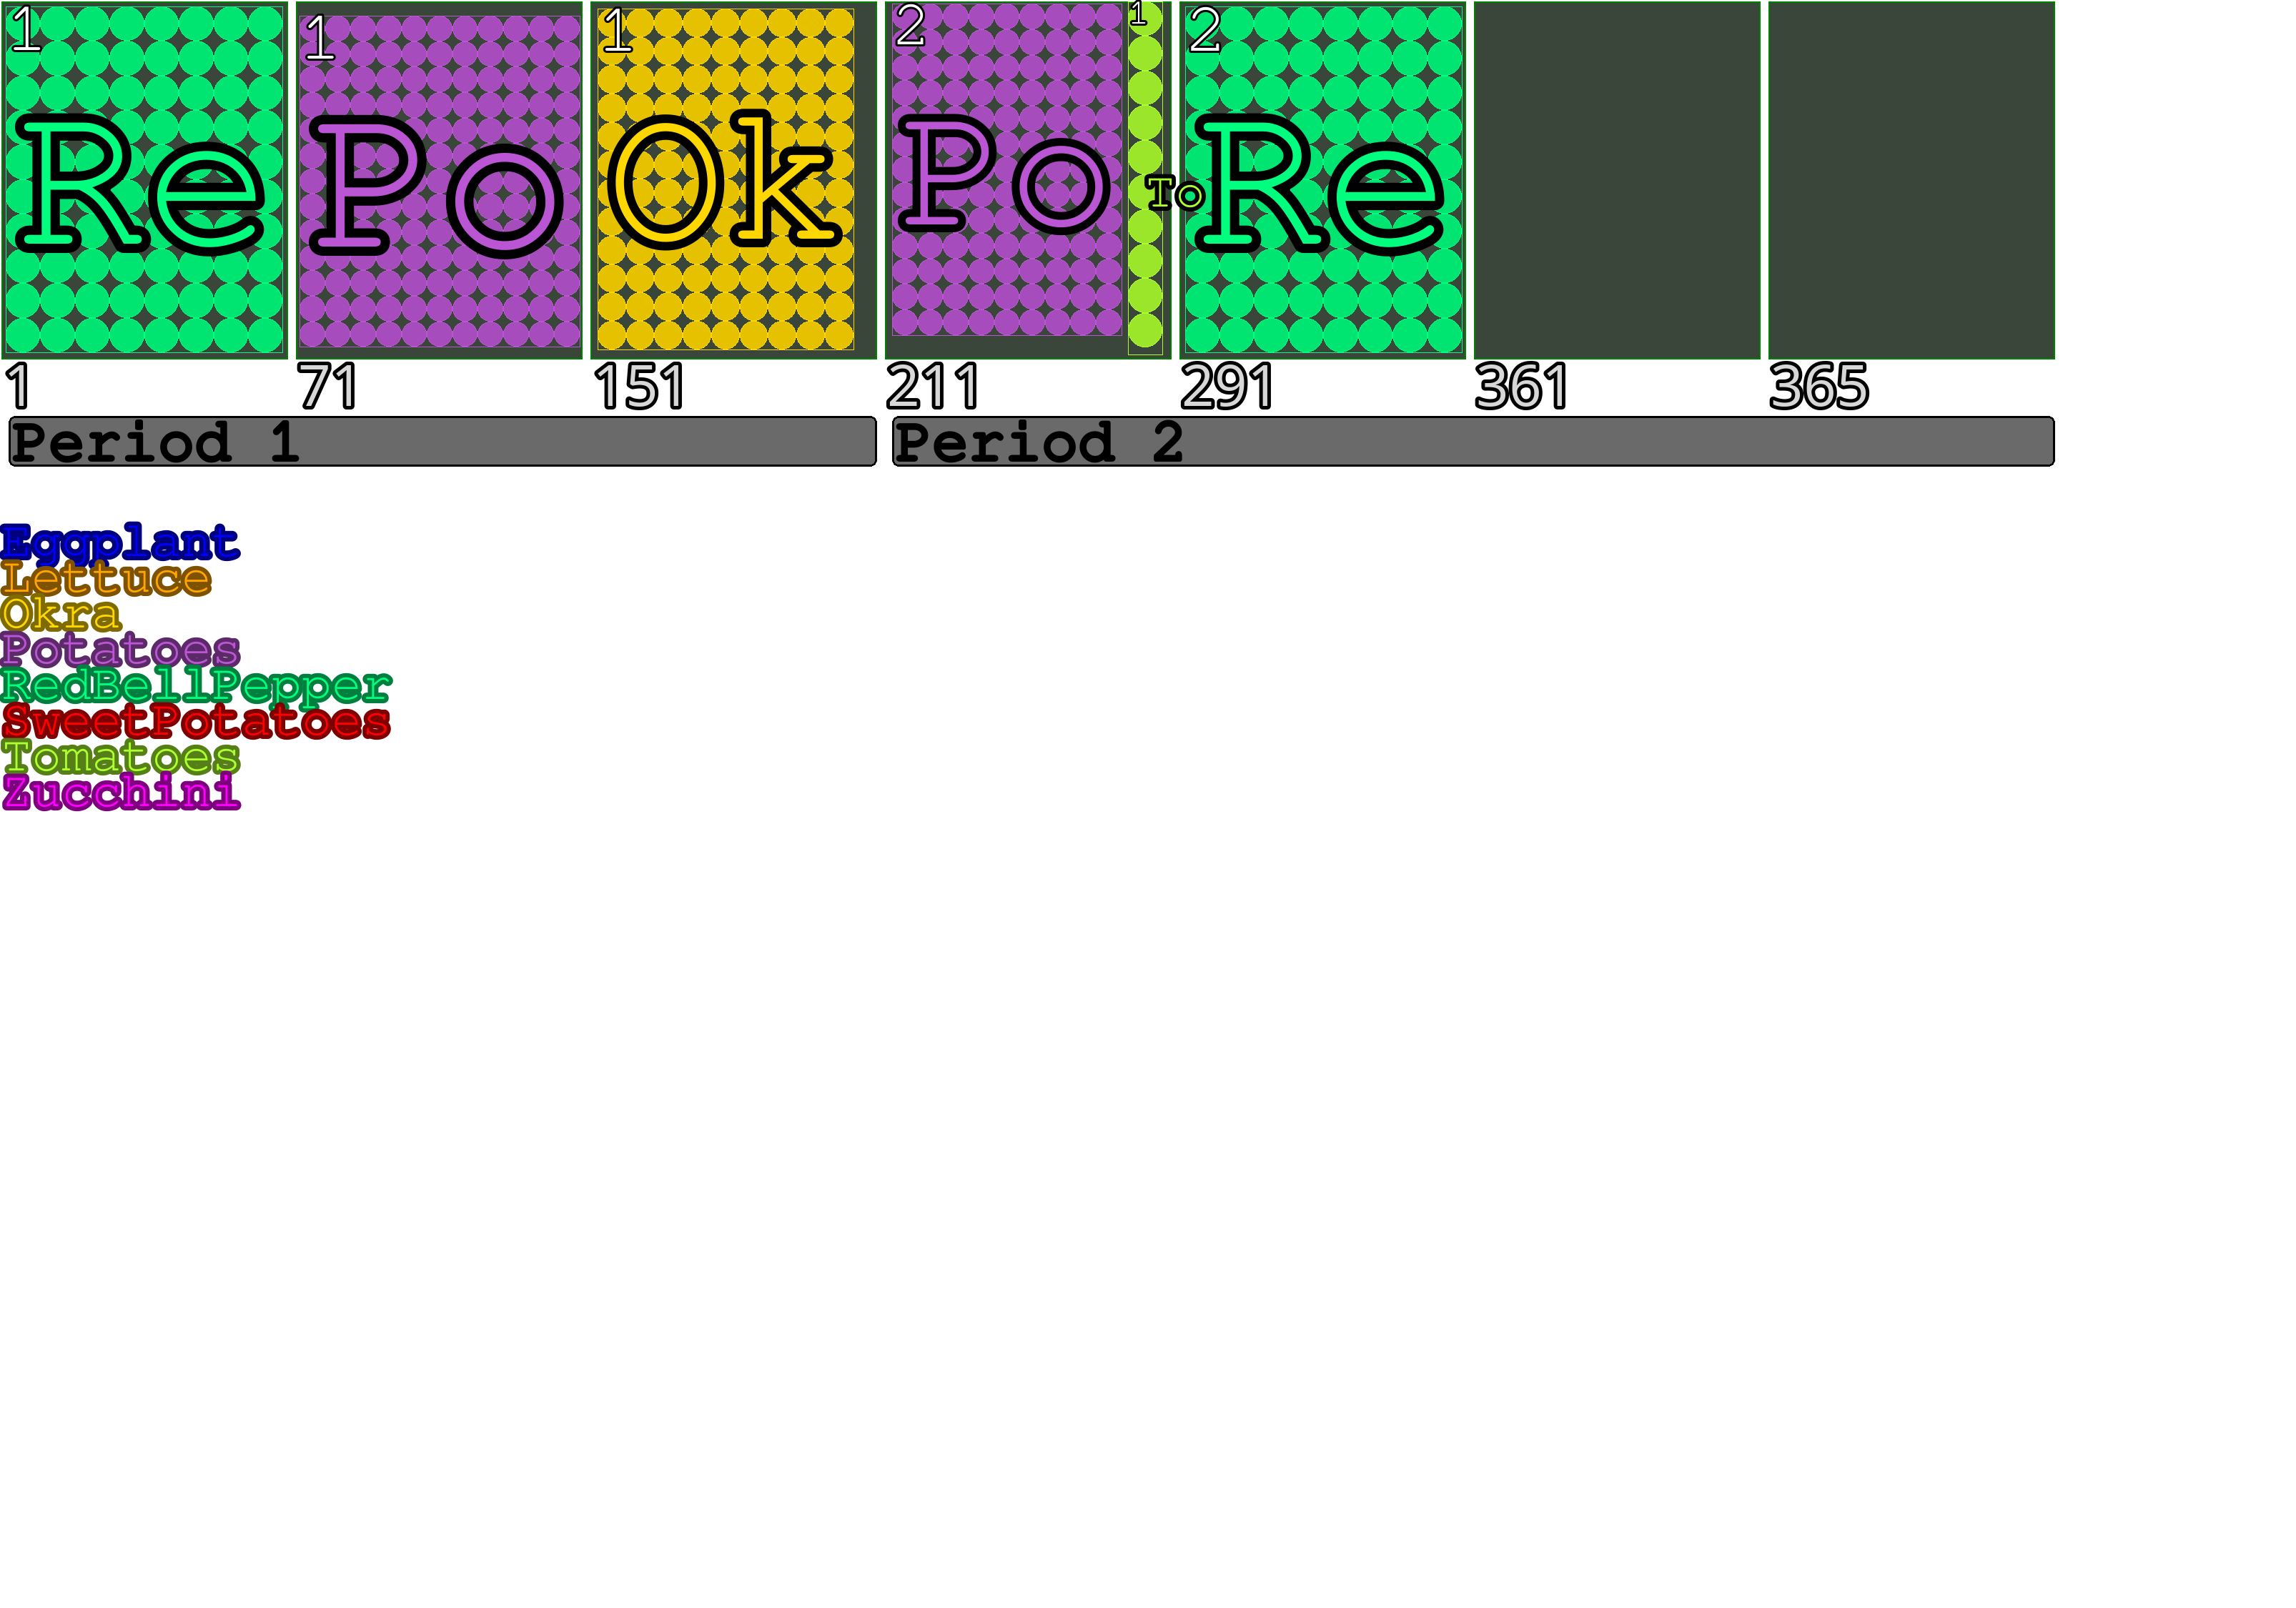 1 1 1 2 1 2
Re Po Ok Po To Re
1 71 151 211 291 361 365
Period 1 Period 2
Eggplant
Lettuce
Okra
Potatoes
RedBellPepper
SweetPotatoes
Tomatoes
Zucchini